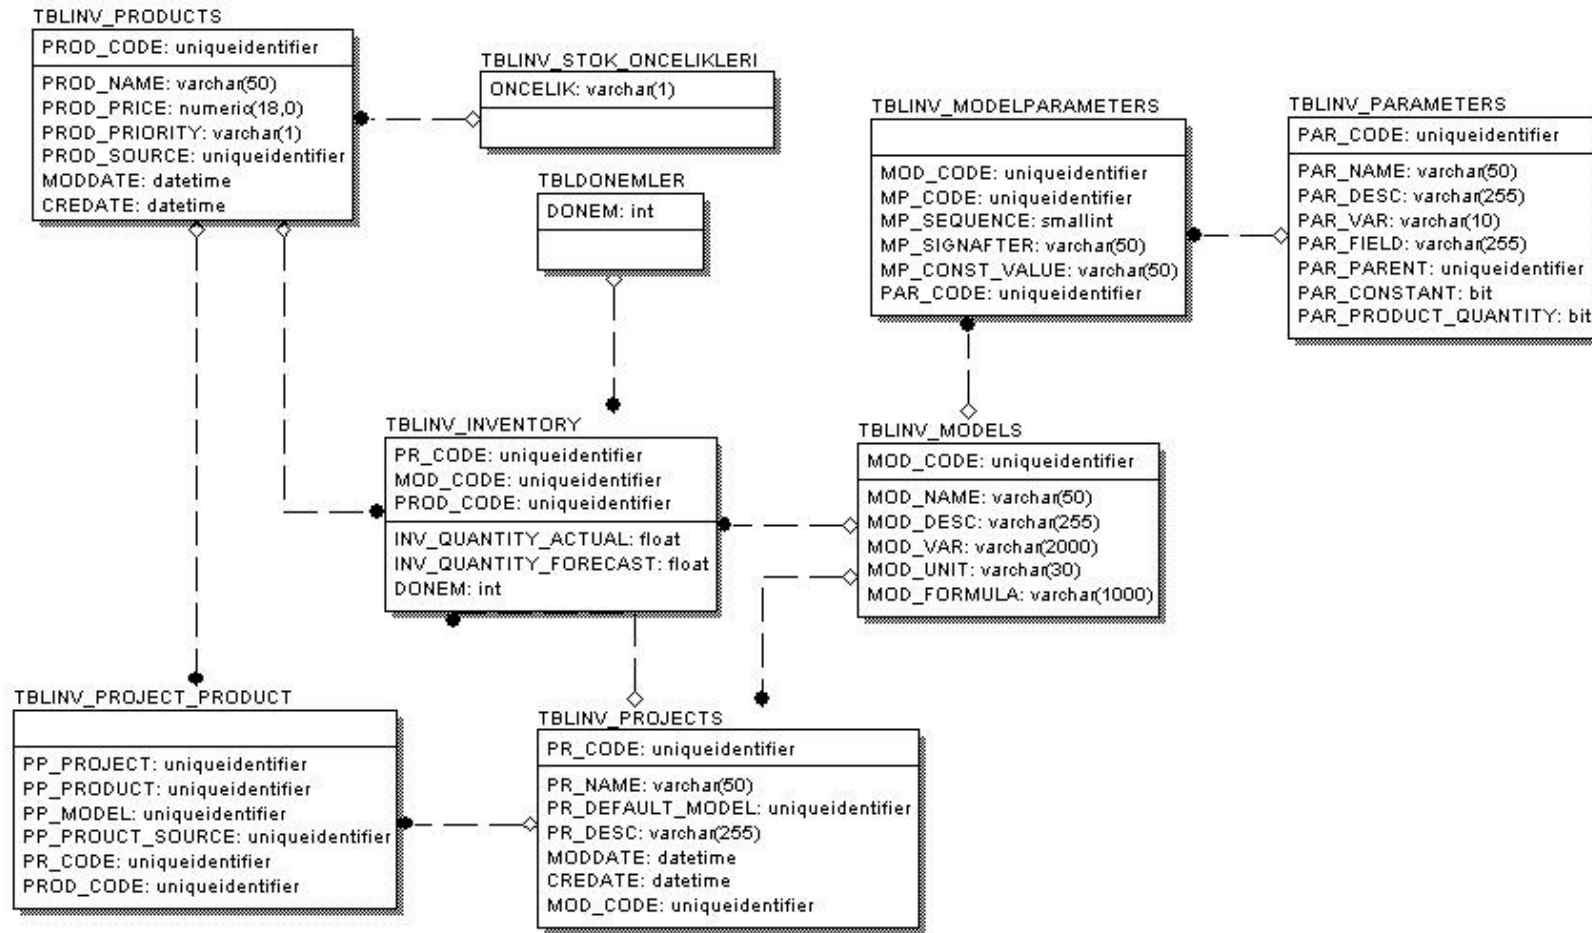 TBLINV_PRODUCTS
PROD_CODE: uniqueidentifier
PROD_NAME: varchar(50)
PROD_PRICE: numeric(18,0)
PROD_PRIORITY: varchar(1)
PROD_SOURCE: uniqueidentifier
MODDATE: datetime
CREDATE: datetime
TBLINV_STOK_ONCELIKLERI
ONCELIK: varchar(1)
TBLDONEMLER
DONEM: int
TBLINV_MODELPARAMETERS
MOD_CODE: uniqueidentifier
MP_CODE: uniqueidentifier
MP_SEQUENCE: smallint
MP_SIGNAFTER: varchar(50)
MP_CONST_VALUE: varchar(50)
PAR_CODE: uniqueidentifier
TBLINV_PARAMETERS
PAR_CODE: uniqueidentifier
PAR_NAME: varchar(50)
PAR_DESC: varchar(255)
PAR_VAR: varchar(10)
PAR_FIELD: varchar(255)
PAR_PARENT: uniqueidentifier
PAR_CONSTANT: bit
PAR_PRODUCT_QUANTITY: bit
TBLINV_INVENTORY
PR_CODE: uniqueidentifier
MOD_CODE: uniqueidentifier
PROD_CODE: uniqueidentifier
INV_QUANTITY_ACTUAL: float
INV_QUANTITY_FORECAST: float
DONEM: int
TBLINV_MODELS
MOD_CODE: uniqueidentifier
MOD_NAME: varchar(50)
MOD_DESC: varchar(255)
MOD_VAR: varchar(2000)
MOD_UNIT: varchar(30)
MOD_FORMULA: varchar(1000)
TBLINV_PROJECT_PRODUCT
PP_PROJECT: uniqueidentifier
PP_PRODUCT: uniqueidentifier
PP_MODEL: uniqueidentifier
PP_PROUCT_SOURCE: uniqueidentifier
PR_CODE: uniqueidentifier
PROD_CODE: uniqueidentifier
TBLINV_PROJECTS
PR_CODE: uniqueidentifier
PR_NAME: varchar(50)
PR_DEFAULT_MODEL: uniqueidentifier
PR_DESC: varchar(255)
MODDATE: datetime
CREDATE: datetime
MOD_CODE: uniqueidentifier